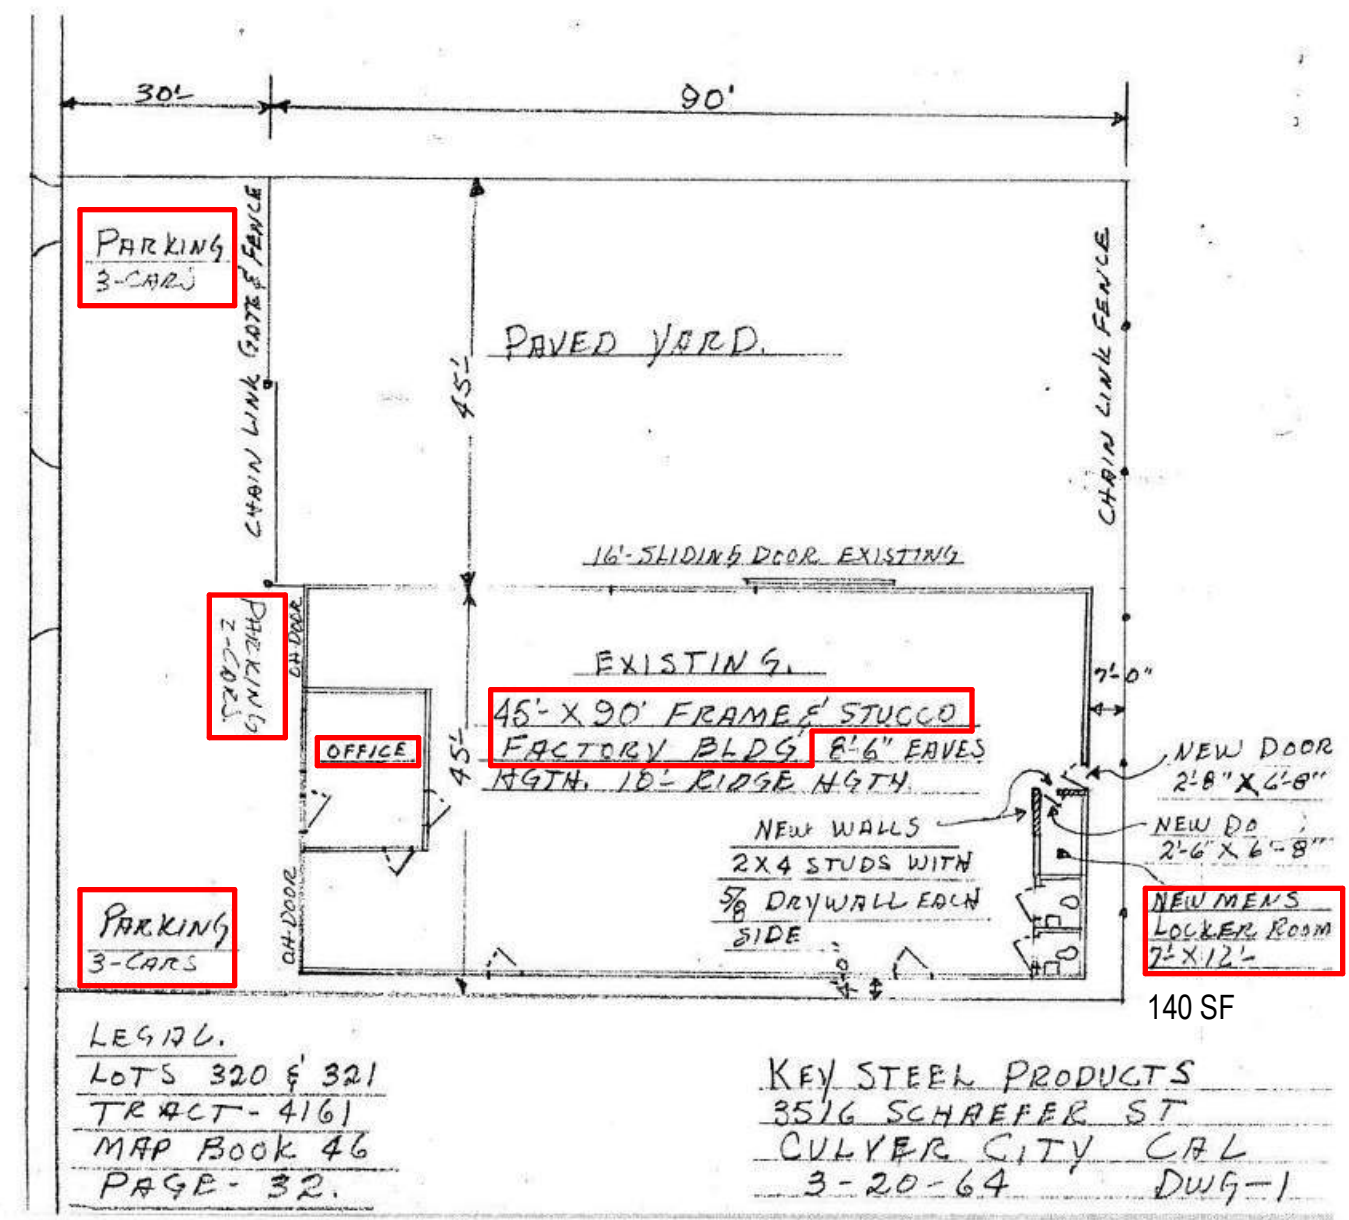 30'-
90'
PARKING
3-CARS
CHAIN LINK GATE & FENCE
45'-
PAVED YARD.
CHAIN LINK FENCE
16'-SLIDING DOOR EXISTING
PARKING
2-CARS.
OH-DOOR
EXISTING.
7'-0"
45'- X 90' FRAME & STUCCO
FACTORY BLDG 8'-6" EAVES
HGTH. 10'- RIDGE HGTH.
OFFICE
45'-
NEW DOOR
2'-8" X 6'-8"
NEW WALLS
2X4 STUDS WITH
5/8 DRYWALL EACH
SIDE
NEW DO
2'-6" X 6'-8"
PARKING
3-CARS
OH-DOOR
NEW MENS
LOCKER ROOM
7'- X 12'-
4'-0"
140 SF
LEGAL.
LOTS 320 & 321
TRACT- 4161
MAP BOOK 46
PAGE- 32.
KEY STEEL PRODUCTS
3516 SCHAEFER ST
CULVER CITY CAL
3-20-64 DWG-1